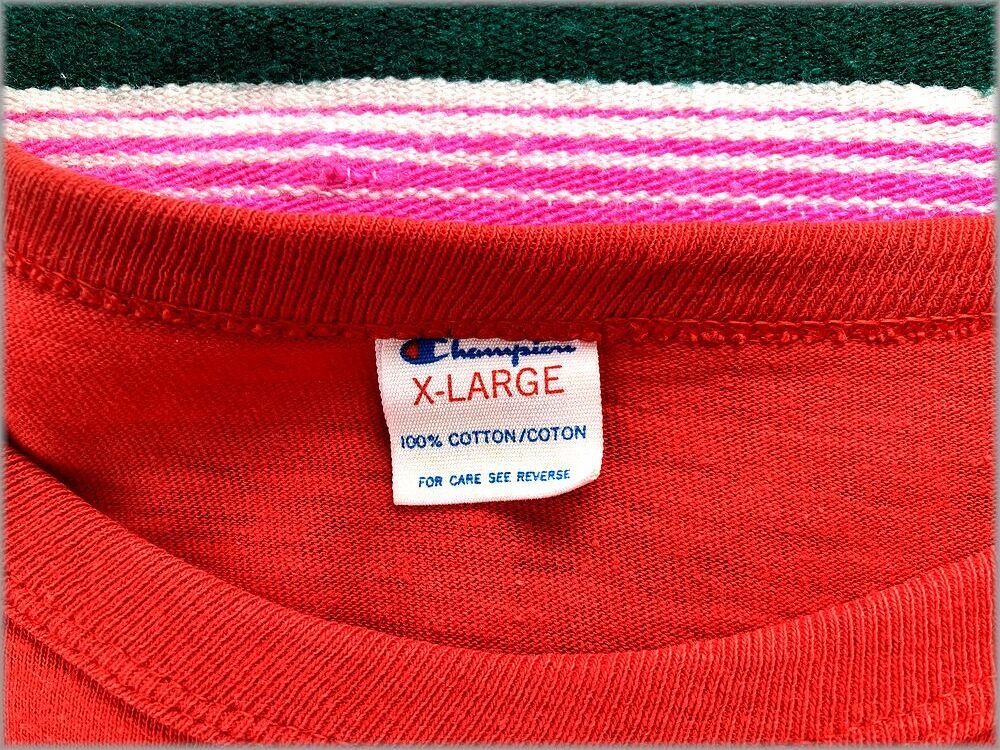 Champion
X-LARGE
100% COTTON/COTON
FOR CARE SEE REVERSE